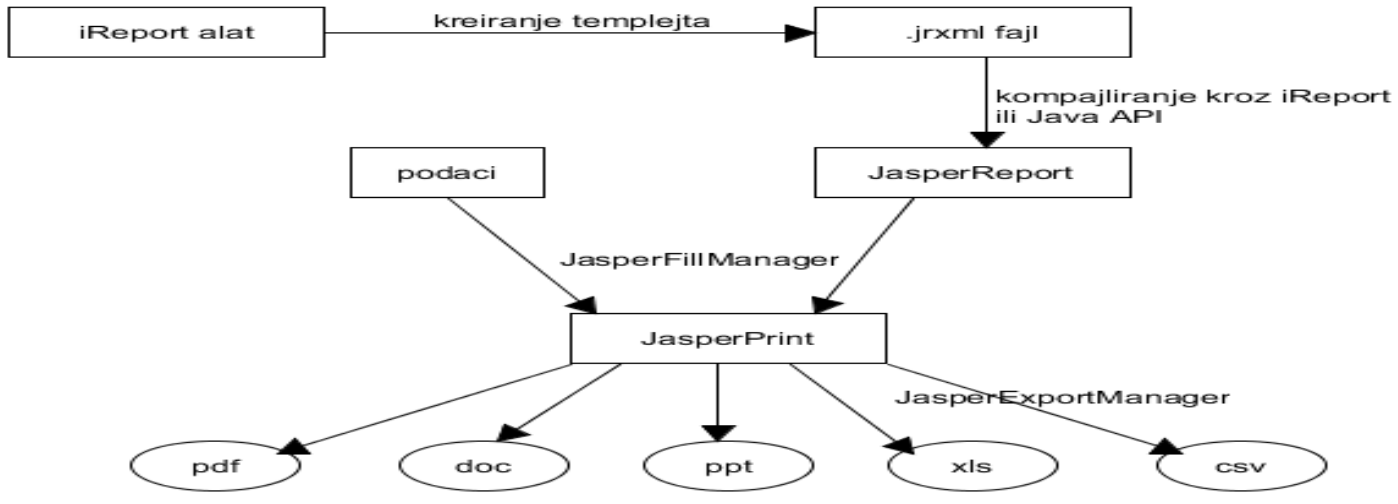 iReport alat
kreiranje templejta
.jrxml fajl
kompajliranje kroz iReport
ili Java API
podaci
JasperReport
JasperFillManager
JasperPrint
JasperExportManager
pdf
doc
ppt
xls
csv